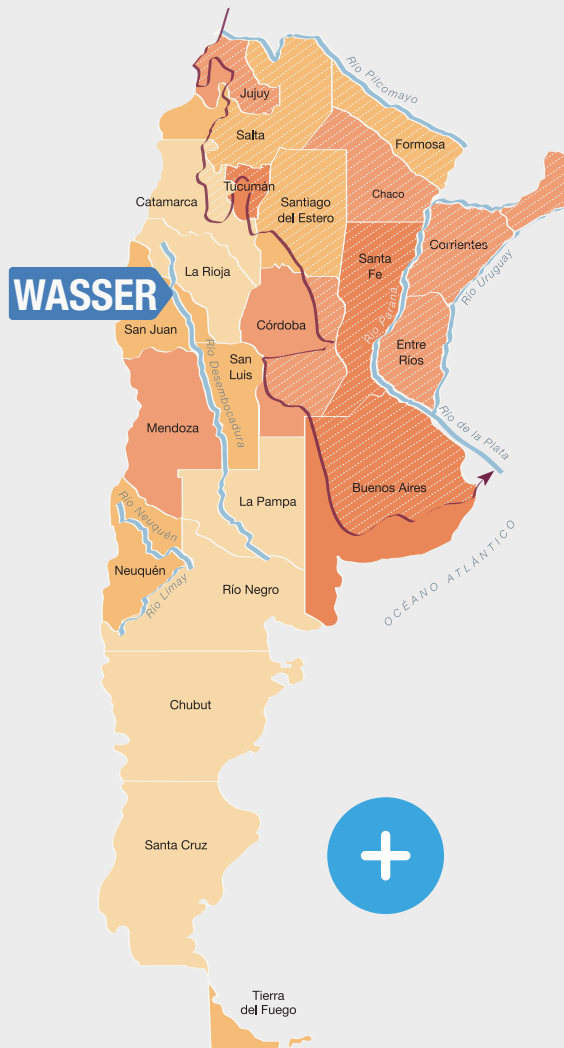 Río Pilcomayo
Jujuy
Salta
Formosa
Tucumán
Catamarca
Chaco
Santiago
del Estero
La Rioja
Corrientes
Santa
Fe
Río Uruguay
WASSER
Río Paraná
San Juan
Córdoba
Entre
Ríos
San
Luis
Río Desembocadura
Mendoza
Río de la Plata
Buenos Aires
La Pampa
Río Neuquén
Neuquén
Río Limay
Río Negro
OCÉANO ATLÁNTICO
Chubut
Santa Cruz
Tierra
del Fuego